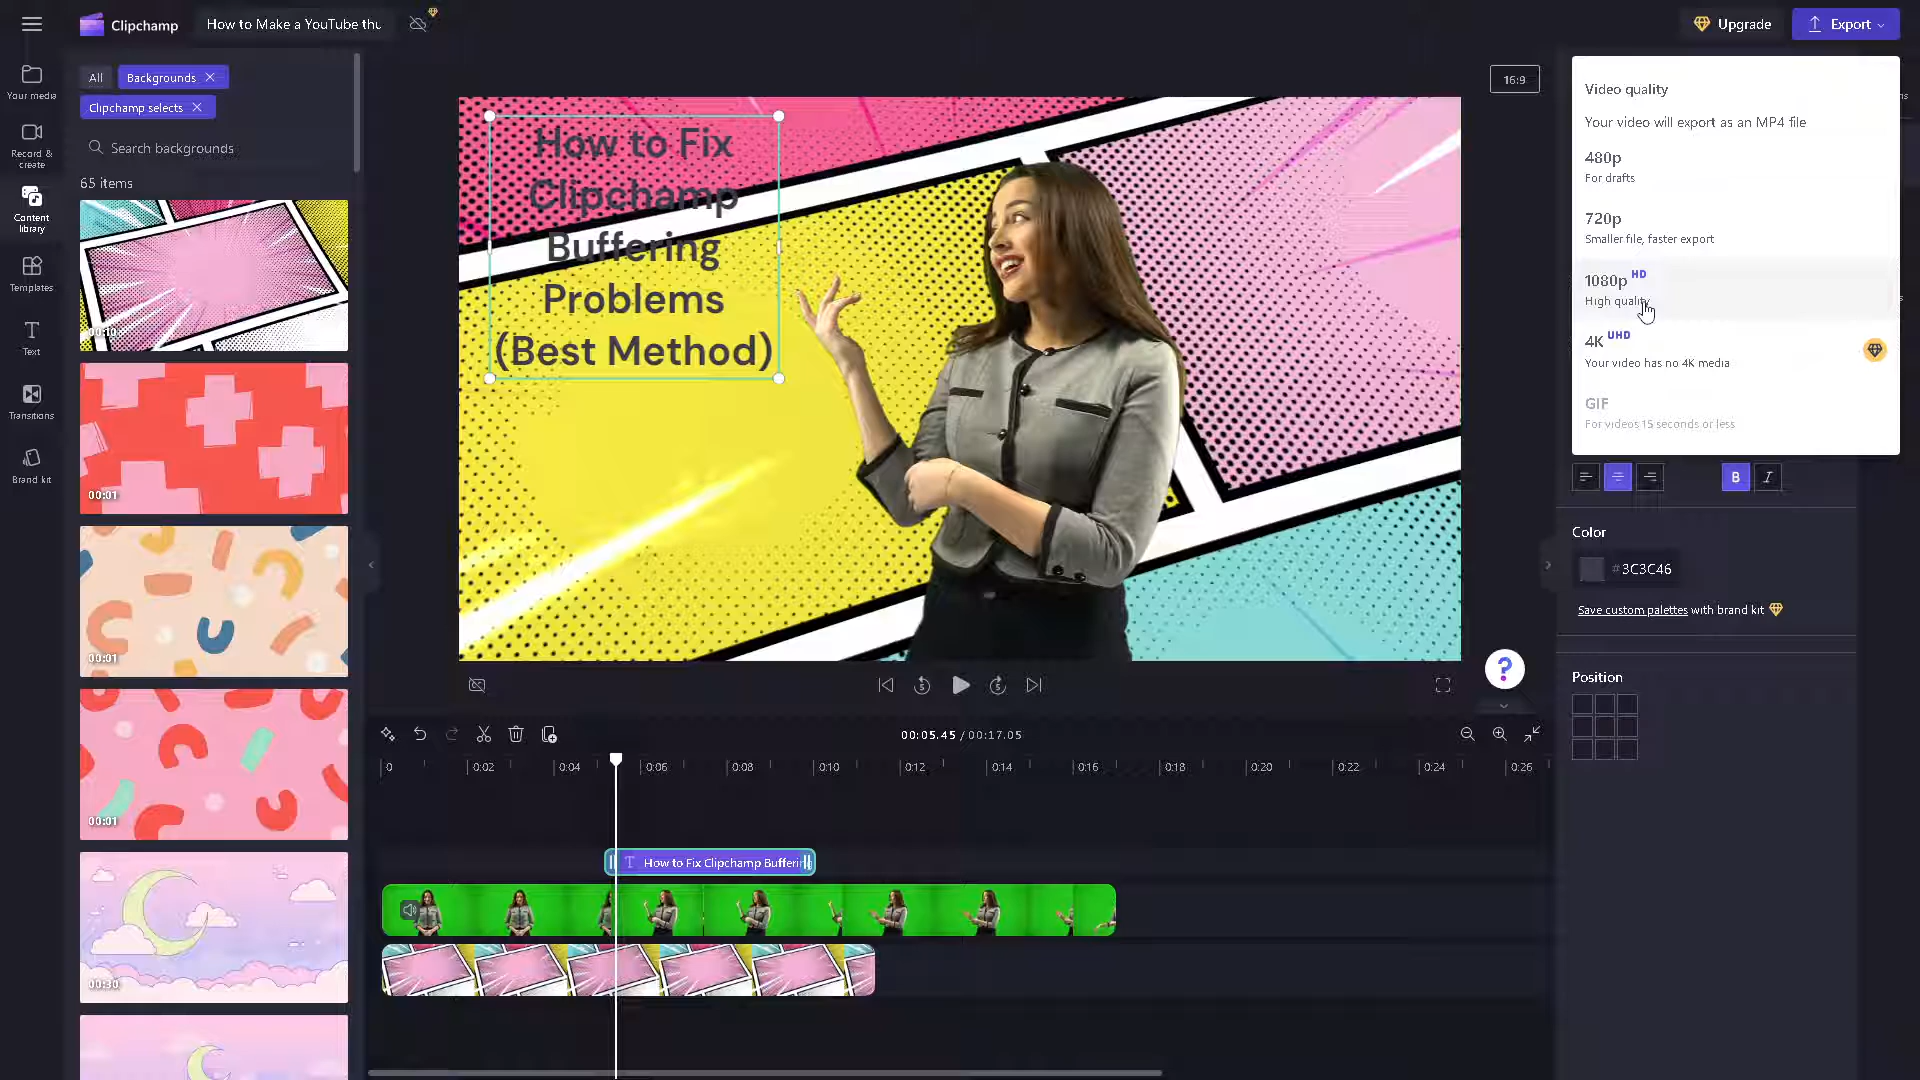 Clipchamp
How to Make a YouTube thu
Upgrade
Export
Your media
Record &
create
Content
library
Templates
Text
Transitions
Brand kit
All
Backgrounds
Clipchamp selects
Search backgrounds
65 items
00:10
00:01
00:01
00:01
00:30
16:9
How to Fix
Clipchamp
Buffering
Problems
(Best Method)
Video quality
Your video will export as an MP4 file
480p
For drafts
720p
Smaller file, faster export
1080p HD
High quality
4K UHD
Your video has no 4K media
GIF
For videos 15 seconds or less
B I
Color
#3C3C46
Save custom palettes with brand kit
Position
5
5
?
00:05.45 / 00:17.05
0
0:02
0:04
0:06
0:08
0:10
0:12
0:14
0:16
0:18
0:20
0:22
0:24
0:26
T How to Fix Clipchamp Buffering